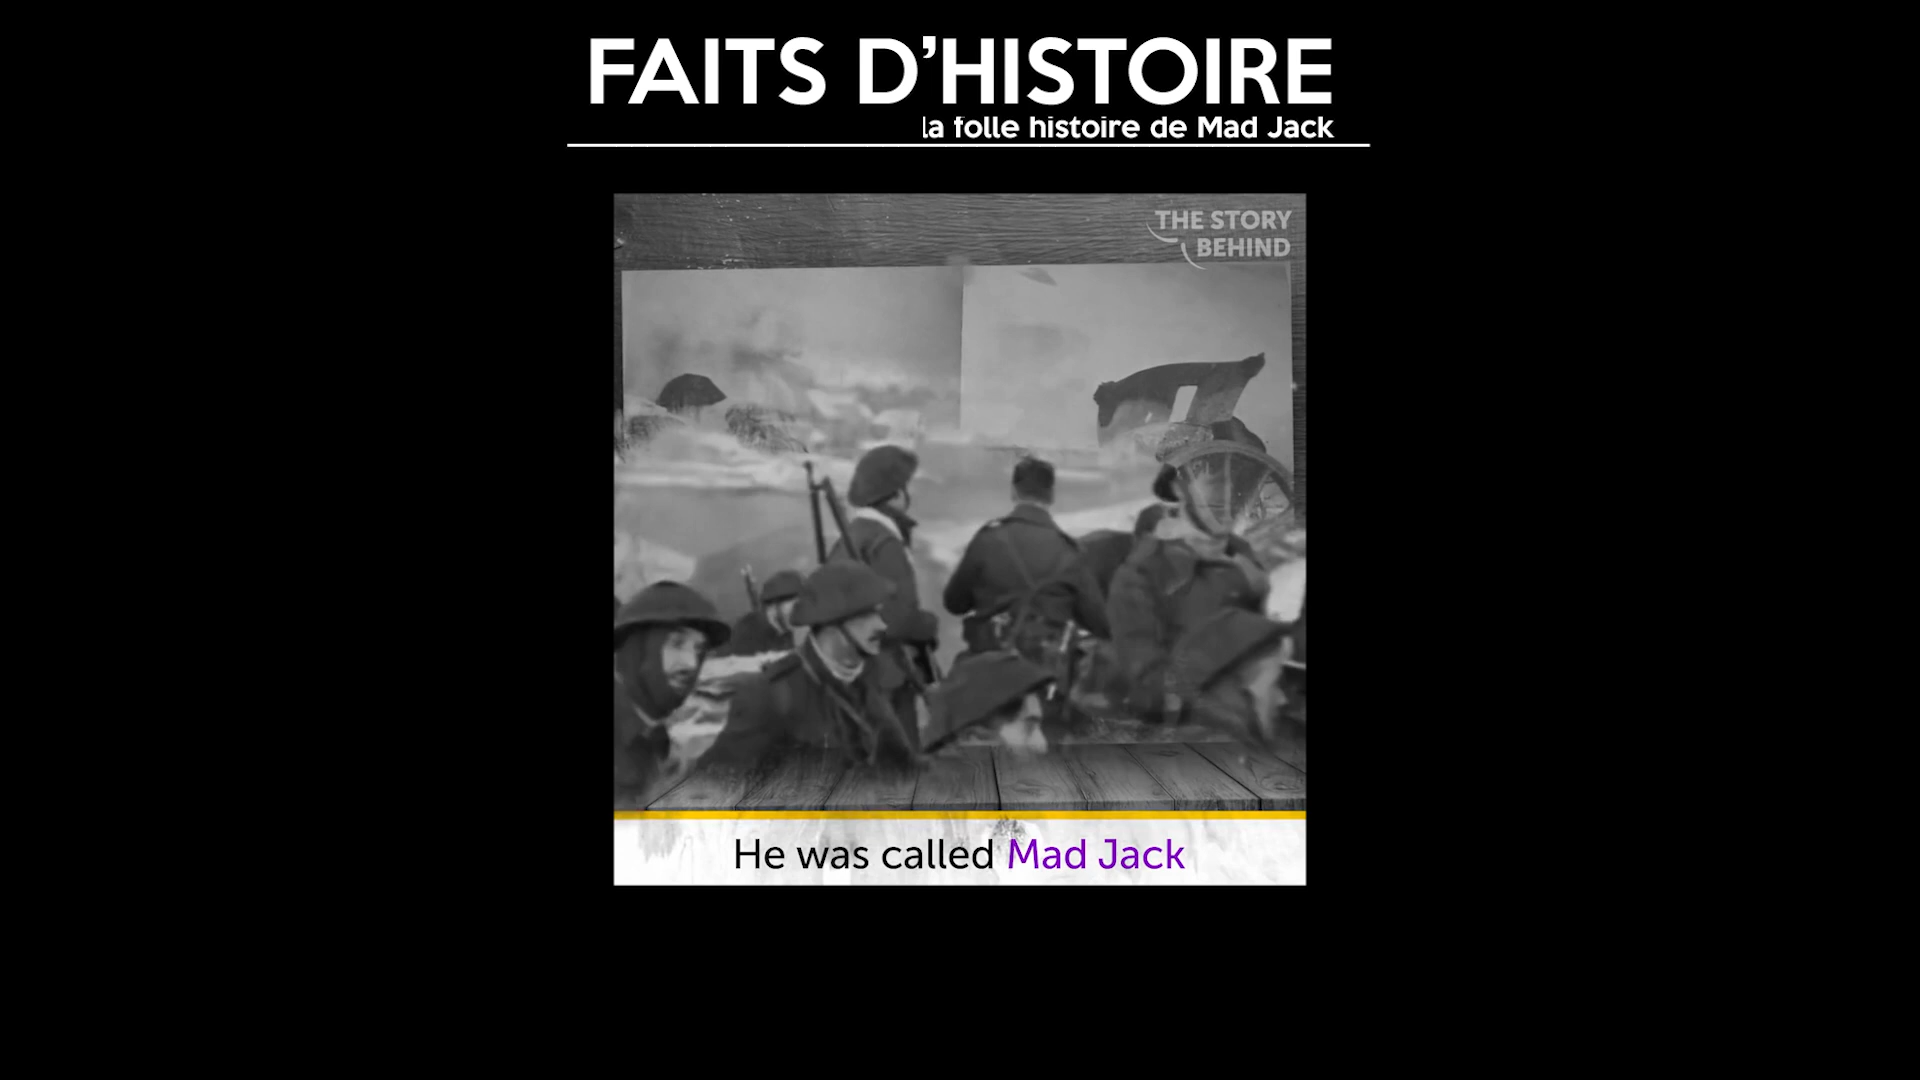 FAITS D'HISTOIRE
la folle histoire de Mad Jack
THE STORY
BEHIND
He was called Mad Jack